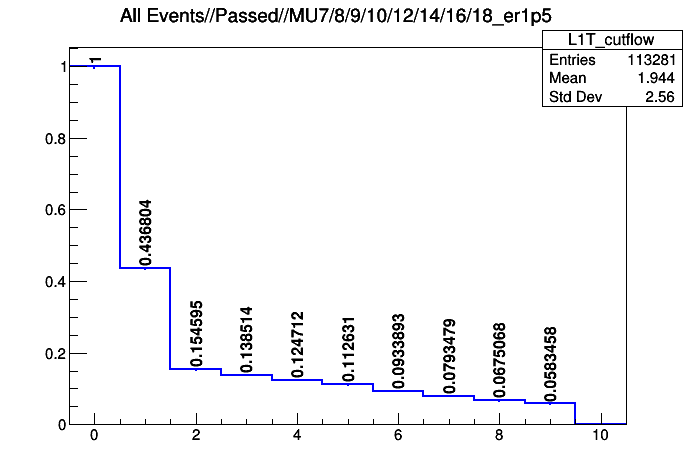 All Events//Passed//MU7/8/9/10/12/14/16/18_er1p5
L1T_cutflow
Entries 113281
Mean 1.944
Std Dev 2.56
1
0.8
0.6
0.4
0.2
0
1
0.436804
0.154595
0.138514
0.124712
0.112631
0.0933893
0.0793479
0.0675068
0.0583458
0 2 4 6 8 10